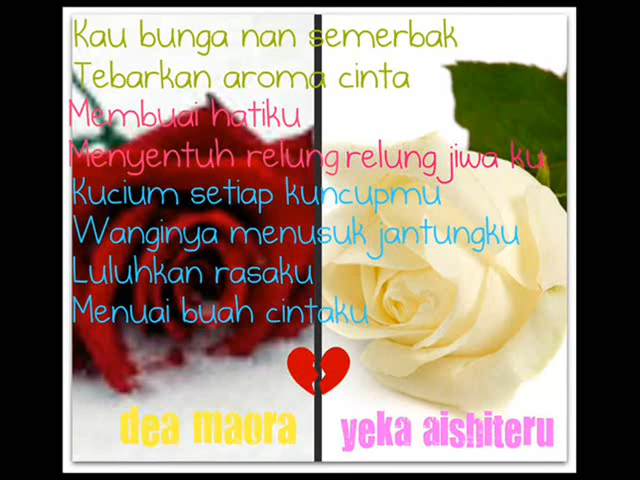 Kau bunga nan semerbak
Tebarkan aroma cinta
Membuai hatiku
Menyentuh relung relung jiwa ku
Kucium setiap kuncupmu
Wanginya menusuk jantungku
Luluhkan rasaku
Menuai buah cintaku
dea maora
yeka aishiteru